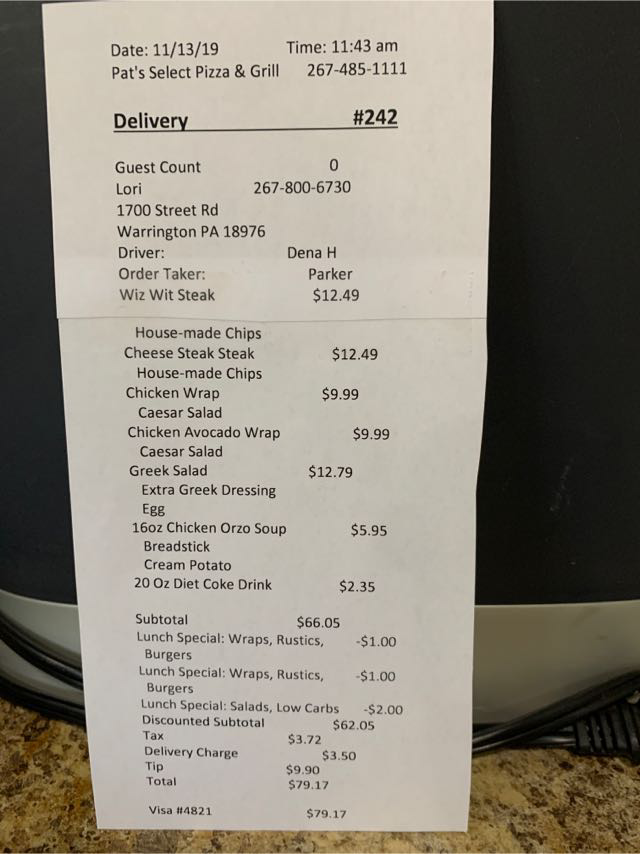 Date: 11/13/19 Time: 11:43 am
Pat's Select Pizza & Grill 267-485-1111
Delivery #242
Guest Count 0
Lori 267-800-6730
1700 Street Rd
Warrington PA 18976
Driver: Dena H
Order Taker: Parker
Wiz Wit Steak $12.49
House-made Chips
Cheese Steak Steak $12.49
House-made Chips
Chicken Wrap $9.99
Caesar Salad
Chicken Avocado Wrap $9.99
Caesar Salad
Greek Salad $12.79
Extra Greek Dressing
Egg
16oz Chicken Orzo Soup $5.95
Breadstick
Cream Potato
20 Oz Diet Coke Drink $2.35
Subtotal $66.05
Lunch Special: Wraps, Rustics, -$1.00
Burgers
Lunch Special: Wraps, Rustics, -$1.00
Burgers
Lunch Special: Salads, Low Carbs -$2.00
Discounted Subtotal $62.05
Tax $3.72
Delivery Charge $3.50
Tip $9.90
Total $79.17
Visa #4821 $79.17